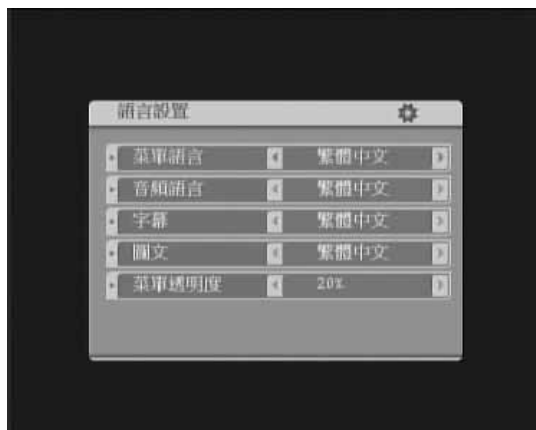 語言設置
菜單語言 繁體中文
音頻語言 繁體中文
字幕 繁體中文
圖文 繁體中文
菜單透明度 20%